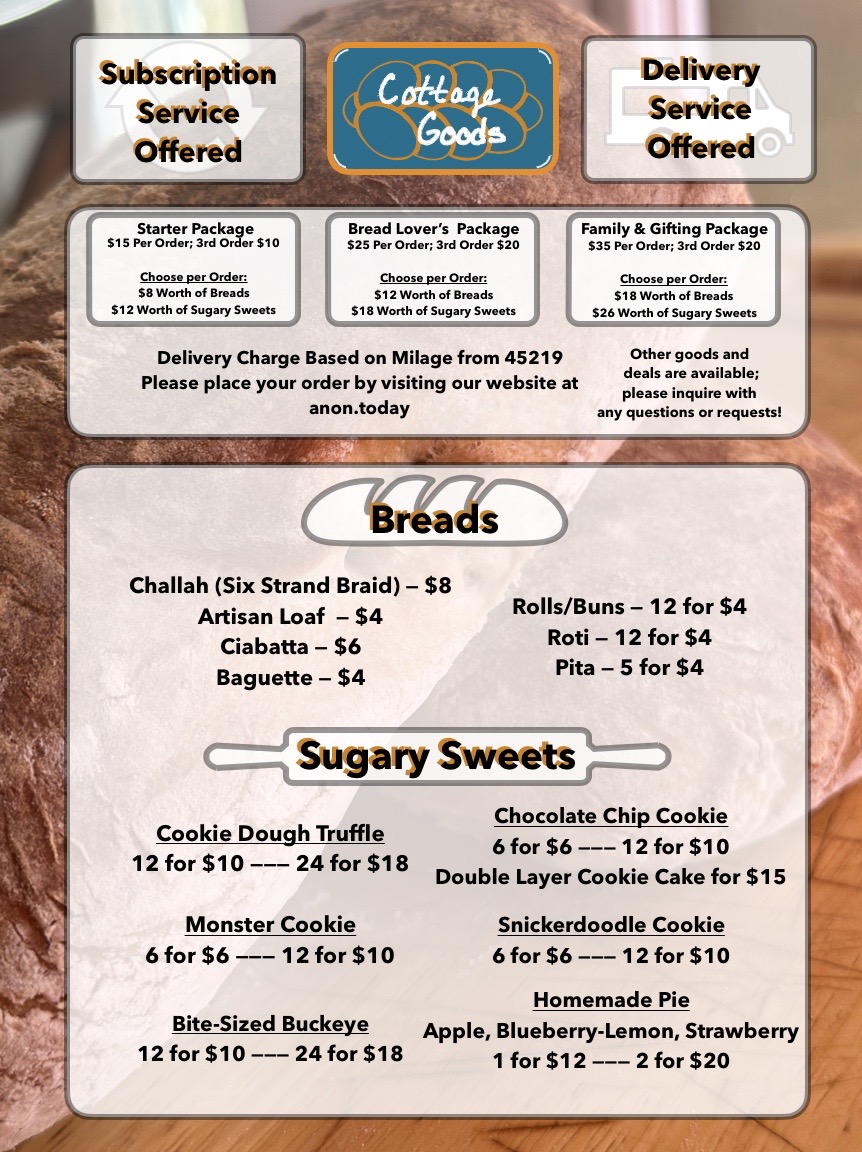 Subscription
Service
Offered
Cottage
Goods
Delivery
Service
Offered
Starter Package
$15 Per Order; 3rd Order $10
Choose per Order:
$8 Worth of Breads
$12 Worth of Sugary Sweets
Bread Lover's Package
$25 Per Order; 3rd Order $20
Choose per Order:
$12 Worth of Breads
$18 Worth of Sugary Sweets
Family & Gifting Package
$35 Per Order; 3rd Order $20
Choose per Order:
$18 Worth of Breads
$26 Worth of Sugary Sweets
Delivery Charge Based on Milage from 45219
Please place your order by visiting our website at
anon.today
Other goods and
deals are available;
please inquire with
any questions or requests!
Breads
Challah (Six Strand Braid) – $8
Artisan Loaf – $4
Ciabatta – $6
Baguette – $4
Rolls/Buns – 12 for $4
Roti – 12 for $4
Pita – 5 for $4
Sugary Sweets
Cookie Dough Truffle
12 for $10 ––– 24 for $18
Chocolate Chip Cookie
6 for $6 ––– 12 for $10
Double Layer Cookie Cake for $15
Monster Cookie
6 for $6 ––– 12 for $10
Snickerdoodle Cookie
6 for $6 ––– 12 for $10
Bite-Sized Buckeye
12 for $10 ––– 24 for $18
Homemade Pie
Apple, Blueberry-Lemon, Strawberry
1 for $12 ––– 2 for $20